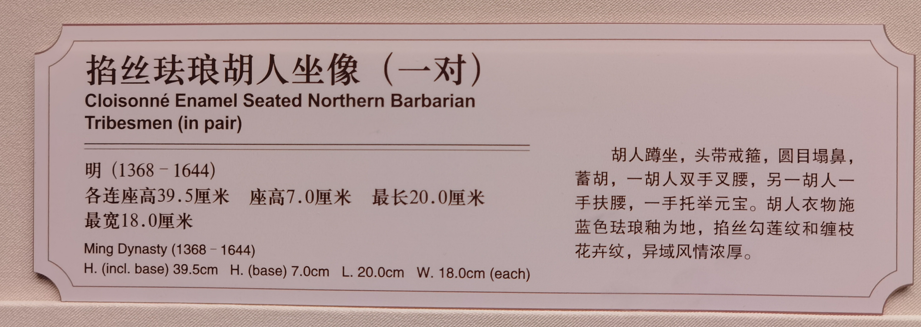 掐丝珐琅胡人坐像（一对）
Cloisonné Enamel Seated Northern Barbarian
Tribesmen (in pair)
明（1368－1644）
各连座高39.5厘米　座高7.0厘米　最长20.0厘米
最宽18.0厘米
Ming Dynasty (1368－1644)
H. (incl. base) 39.5cm H. (base) 7.0cm L. 20.0cm W. 18.0cm (each)
胡人蹲坐，头带戒箍，圆目塌鼻，
蓄胡，一胡人双手叉腰，另一胡人一
手扶腰，一手托举元宝。胡人衣物施
蓝色珐琅釉为地，掐丝勾莲纹和缠枝
花卉纹，异域风情浓厚。